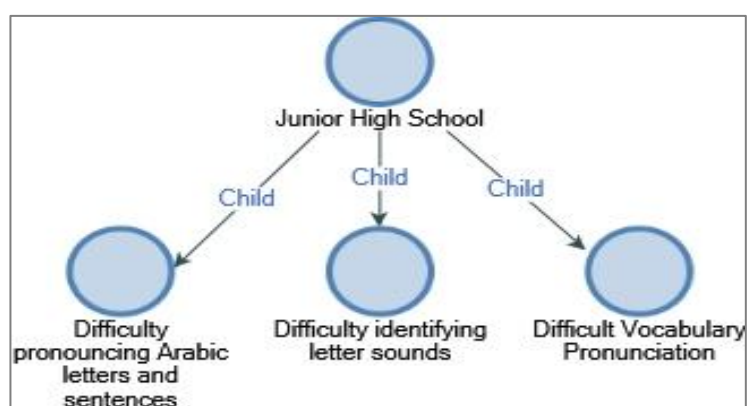 Junior High School
Child
Child
Child
Difficulty
pronouncing Arabic
letters and
sentences
Difficulty identifying
letter sounds
Difficult Vocabulary
Pronunciation